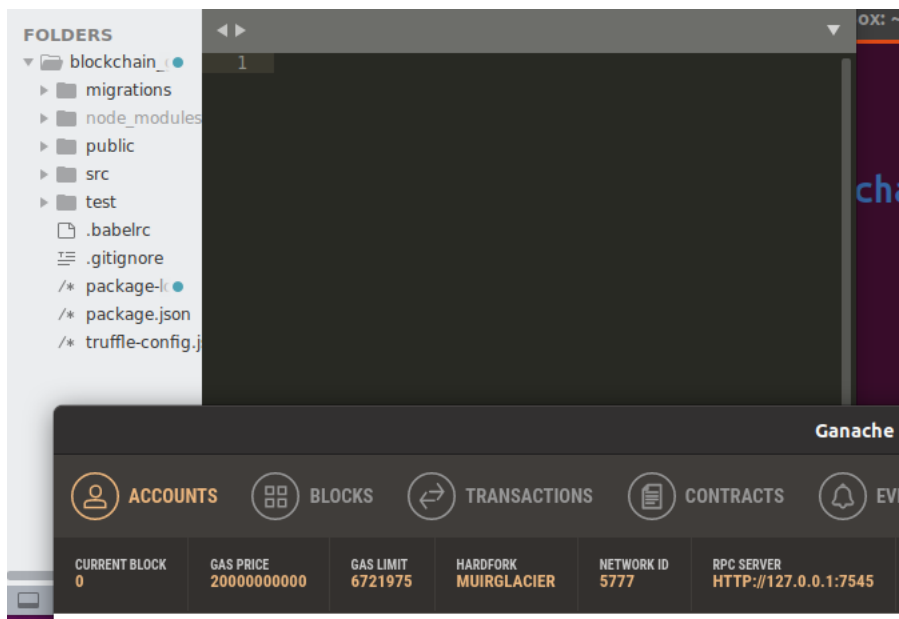 FOLDERS
blockchain_
migrations
node_modules
public
src
test
.babelrc
.gitignore
/* package-l
/* package.json
/* truffle-config.j
1
ox: ~
cha
Ganache
ACCOUNTS BLOCKS TRANSACTIONS CONTRACTS EV
CURRENT BLOCK GAS PRICE GAS LIMIT HARDFORK NETWORK ID RPC SERVER
0 20000000000 6721975 MUIRGLACIER 5777 HTTP://127.0.0.1:7545